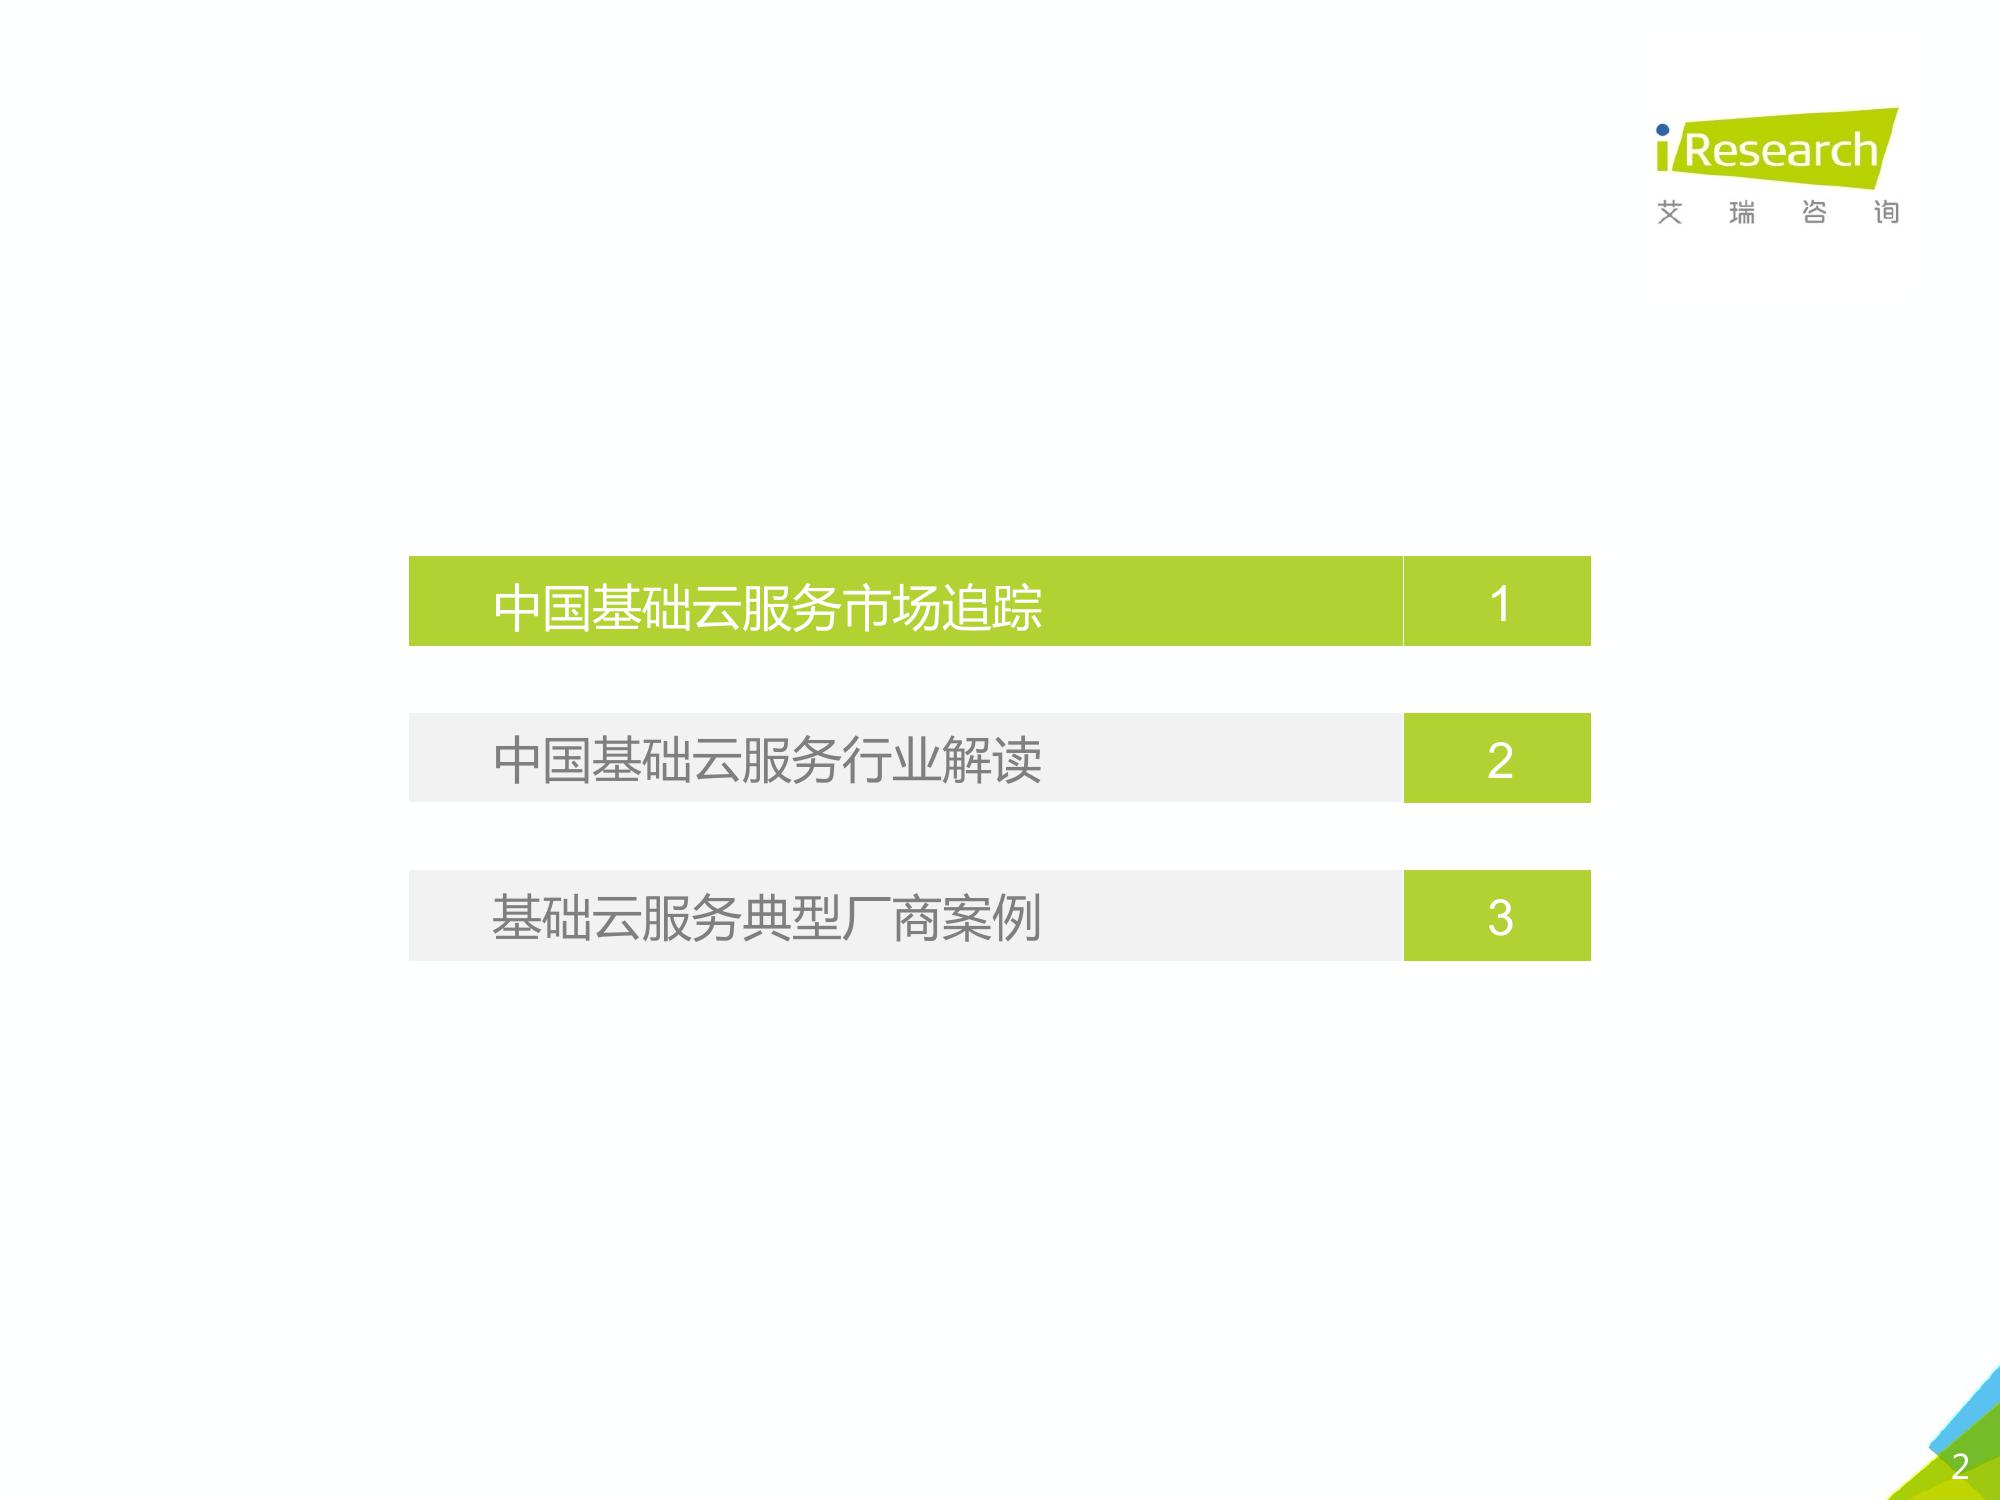 iResearch
艾瑞咨询
中国基础云服务市场追踪 1
中国基础云服务行业解读 2
基础云服务典型厂商案例 3
2